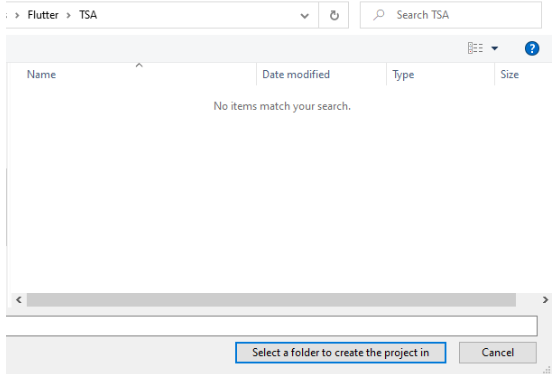 › Flutter › TSA Search TSA
?
Name Date modified Type Size
No items match your search.
Select a folder to create the project in Cancel